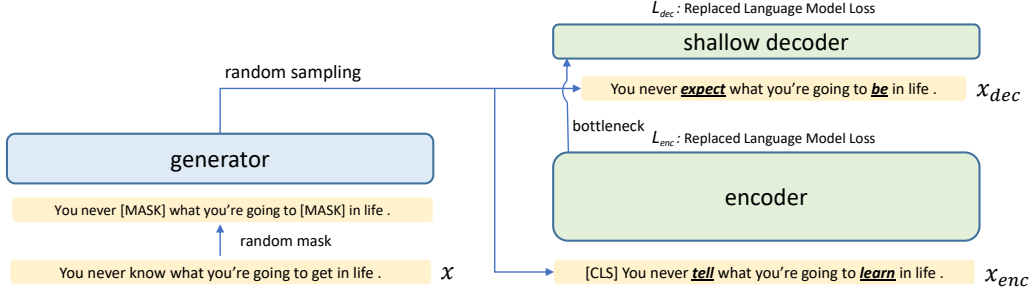 L_dec : Replaced Language Model Loss
shallow decoder
random sampling
You never expect what you’re going to be in life .
x_dec
bottleneck
L_enc : Replaced Language Model Loss
generator
encoder
You never [MASK] what you’re going to [MASK] in life .
random mask
You never know what you’re going to get in life .
x
[CLS] You never tell what you’re going to learn in life .
x_enc